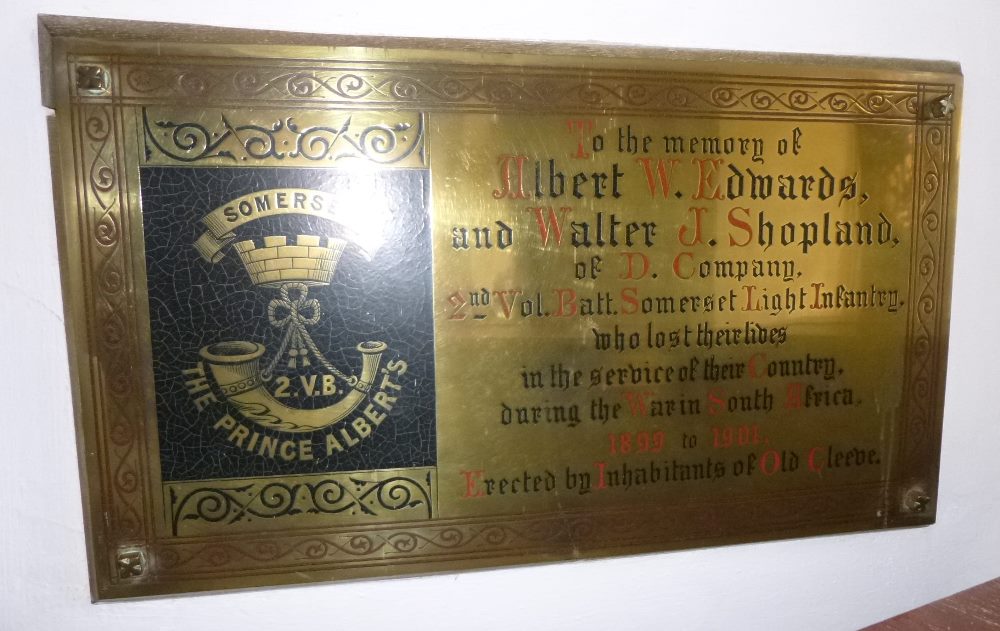 SOMERSET
2. V.B.
THE PRINCE ALBERT'S
To the memory of
Albert W. Edwards,
and Walter J. Shopland,
of D. Company,
2nd Vol. Batt. Somerset Light Infantry.
who lost their lives
in the service of their Country,
during the War in South Africa,
1899 to 1901.
Erected by Inhabitants of Old Cleeve.